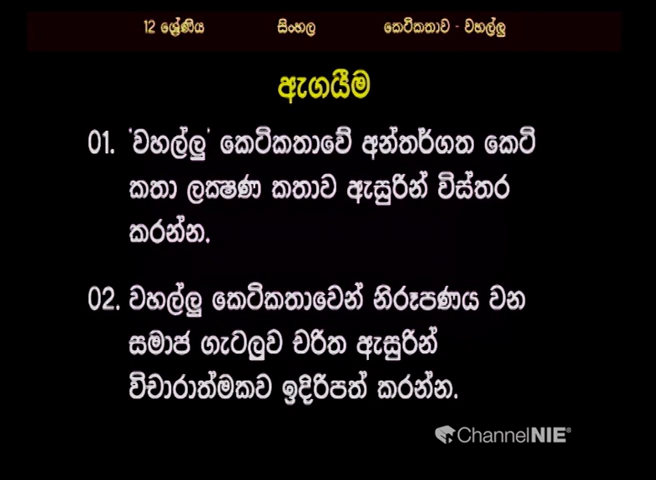 12 ශ්‍රේණිය සිංහල කෙටිකතාව - වහල්ලු
ඇගයීම
01. 'වහල්ලු' කෙටිකතාවේ අන්තර්ගත කෙටි
කතා ලක්‍ෂණ කතාව ඇසුරින් විස්තර
කරන්න.
02. වහල්ලු කෙටිකතාවෙන් නිරූපණය වන
සමාජ ගැටලුව චරිත ඇසුරින්
විචාරාත්මකව ඉදිරිපත් කරන්න.
ChannelNIE®